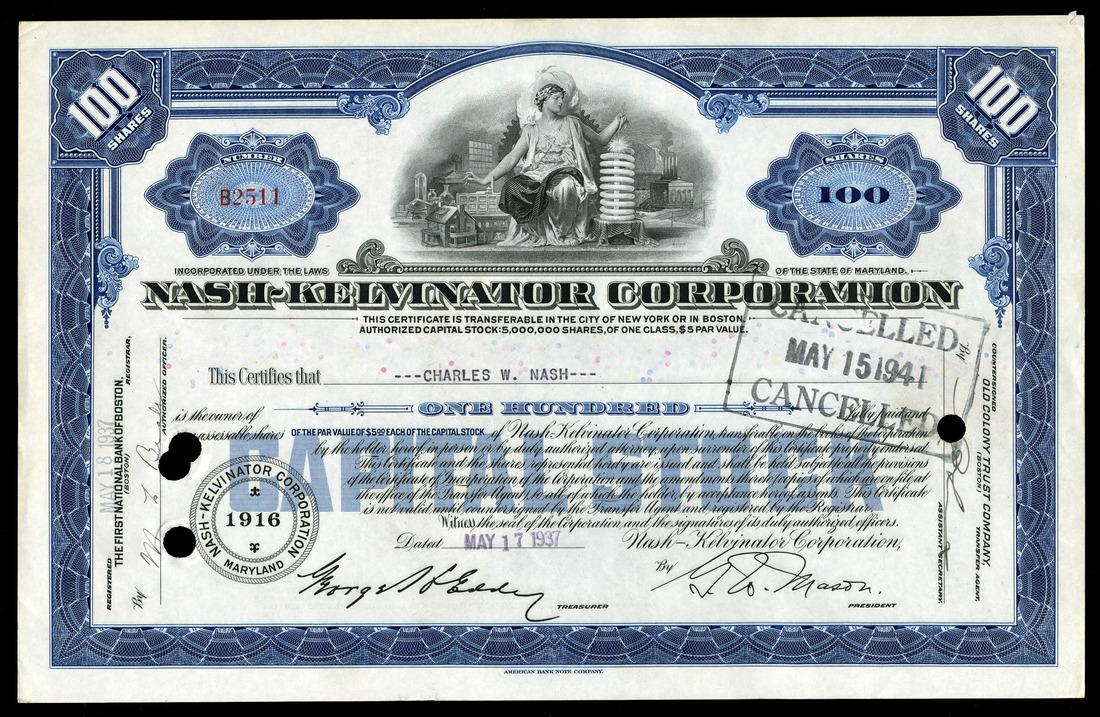 100
SHARES
100
SHARES
NUMBER
B2511
SHARES
100
INCORPORATED UNDER THE LAWS
OF THE STATE OF MARYLAND.
NASH-KELVINATOR CORPORATION
THIS CERTIFICATE IS TRANSFERABLE IN THE CITY OF NEW YORK OR IN BOSTON.
AUTHORIZED CAPITAL STOCK: 5,000,000 SHARES, OF ONE CLASS, $5 PAR VALUE.
CANCELLED
MAY 15 1941
CANCELLED
This Certifies that ---CHARLES W. NASH---
is the owner of ONE HUNDRED fully paid and
assessable shares OF THE PAR VALUE OF $5.00 EACH OF THE CAPITAL STOCK of Nash-Kelvinator Corporation, transferable on the books of the Corporation
by the holder hereof in person or by duly authorized attorney upon surrender of this certificate properly endorsed.
This certificate and the shares represented hereby are issued and shall be held subject to all the provisions
of the Certificate of Incorporation of the Corporation and the amendments thereto (copies of which are on file at
the office of the Transfer Agent), to all of which the holder by acceptance hereof assents. This Certificate
is not valid until countersigned by the Transfer Agent and registered by the Registrar.
Witness the seal of the Corporation and the signatures of its duly authorized officers.
CAPITAL STOCK
Dated MAY 17 1937
Nash-Kelvinator Corporation,
By G. W. Mason.
PRESIDENT
TREASURER
NASH-KELVINATOR CORPORATION
1916
MARYLAND
REGISTERED
MAY 18 1937
THE FIRST NATIONAL BANK OF BOSTON,
(BOSTON)
REGISTRAR,
By
AUTHORIZED OFFICER.
COUNTERSIGNED
OLD COLONY TRUST COMPANY,
(BOSTON)
TRANSFER AGENT,
By
ASSISTANT SECRETARY.
AMERICAN BANK NOTE COMPANY.